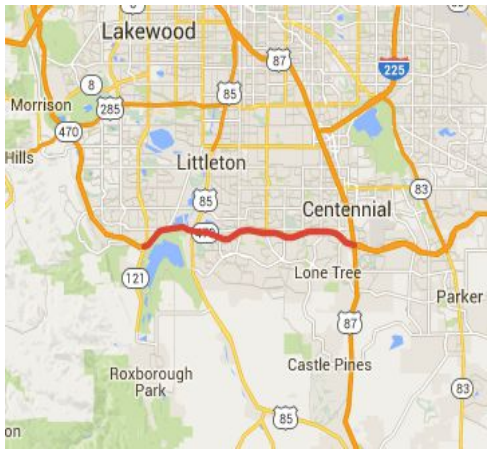 Lakewood
87
225
8
85
Morrison
285
470
Hills
Littleton
83
85
470
Centennial
121
Lone Tree
Parker
87
Castle Pines
Roxborough
Park
83
85
on